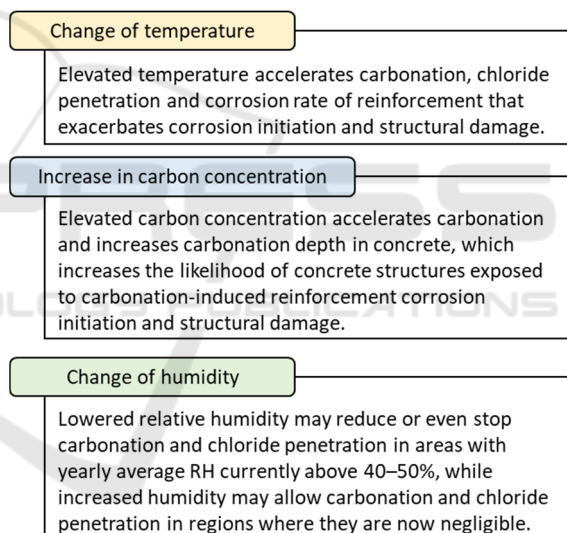 Change of temperature
Elevated temperature accelerates carbonation, chloride
penetration and corrosion rate of reinforcement that
exacerbates corrosion initiation and structural damage.
Increase in carbon concentration
Elevated carbon concentration accelerates carbonation
and increases carbonation depth in concrete, which
increases the likelihood of concrete structures exposed
to carbonation-induced reinforcement corrosion
initiation and structural damage.
Change of humidity
Lowered relative humidity may reduce or even stop
carbonation and chloride penetration in areas with
yearly average RH currently above 40–50%, while
increased humidity may allow carbonation and chloride
penetration in regions where they are now negligible.